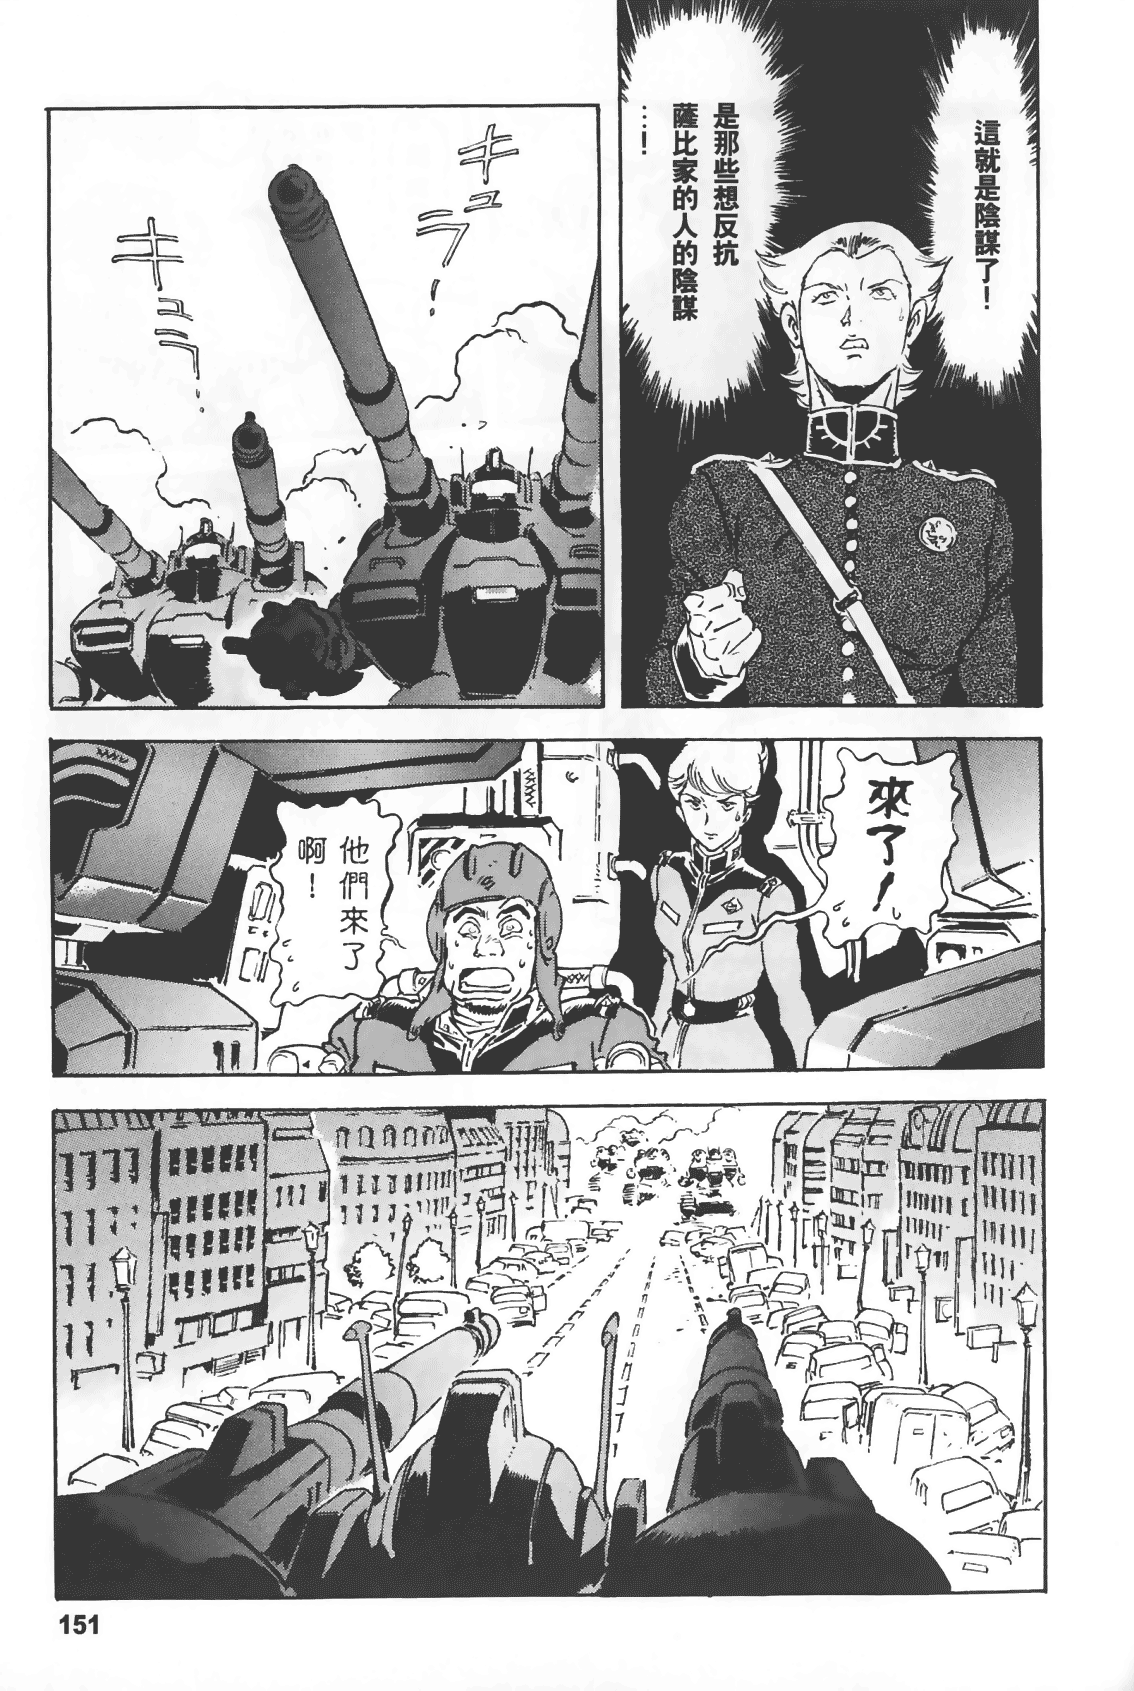 這就是陰謀了！
是那些想反抗
薩比家的人的陰謀
…！
キュラ…！
キュラ…
來了！
他們來了
啊！
151